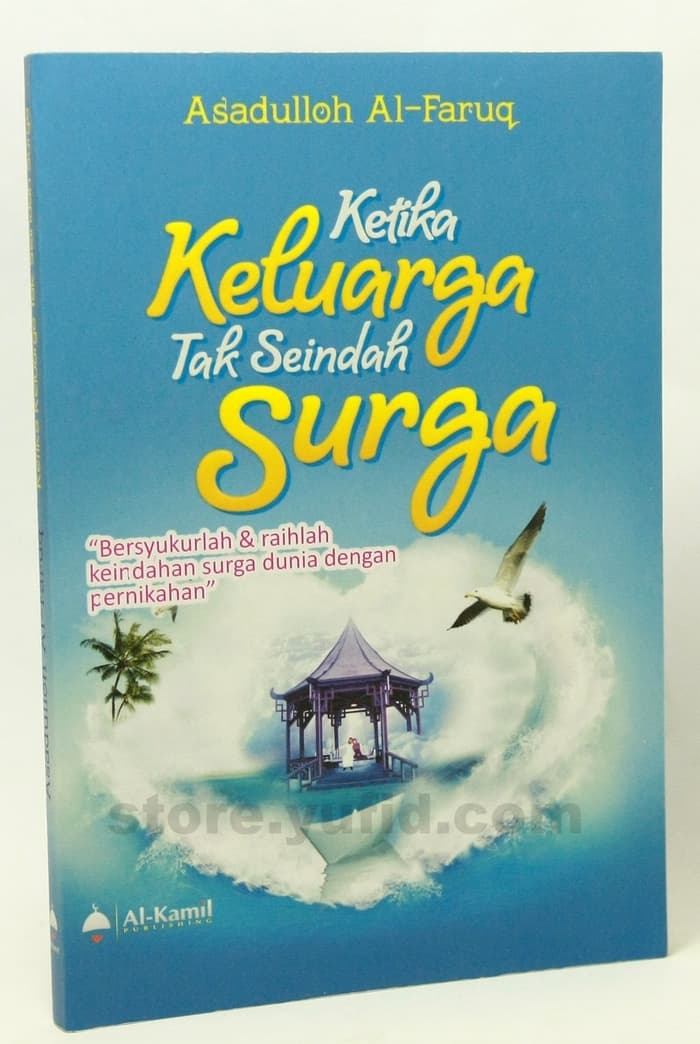 Asadulloh Al-Faruq
Ketika
Keluarga
Tak Seindah
Surga
“Bersyukurlah & raihlah
keindahan surga dunia dengan
pernikahan”
store.yurid.com
Al-Kamil
PUBLISHING